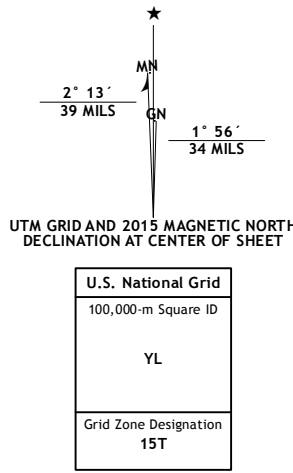 ★
MN
2° 13´
39 MILS
GN
1° 56´
34 MILS
UTM GRID AND 2015 MAGNETIC NORTH
DECLINATION AT CENTER OF SHEET
U.S. National Grid
100,000-m Square ID
YL
Grid Zone Designation
15T